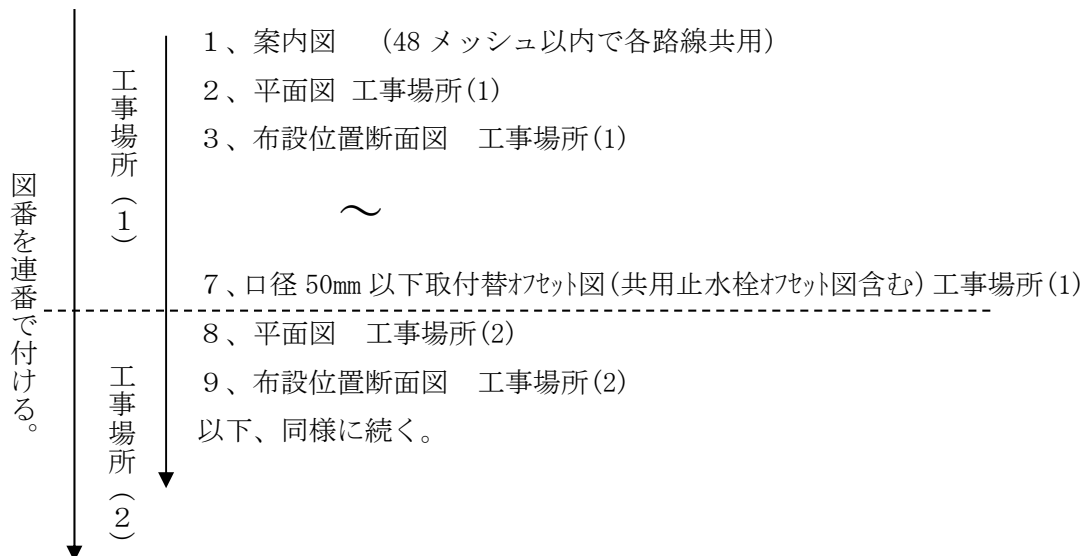 図番を連番で付ける。
工事場所(1)
1、案内図　(48メッシュ以内で各路線共用)
2、平面図 工事場所(1)
3、布設位置断面図　工事場所(1)
～
7、口径50mm以下取付替ｵﾌｾｯﾄ図(共用止水栓ｵﾌｾｯﾄ図含む)工事場所(1)
工事場所(2)
8、平面図　工事場所(2)
9、布設位置断面図　工事場所(2)
以下、同様に続く。